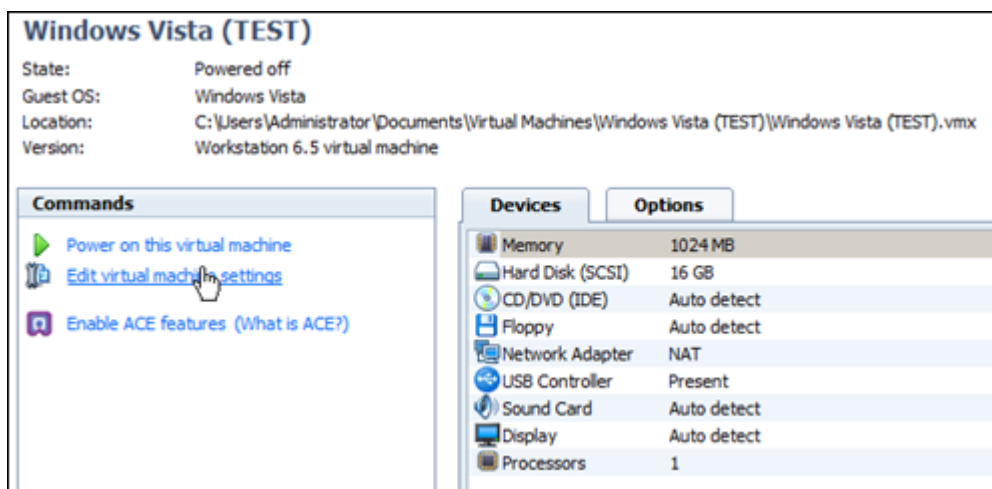 Windows Vista (TEST)
State: Powered off
Guest OS: Windows Vista
Location: C:\Users\Administrator\Documents\Virtual Machines\Windows Vista (TEST)\Windows Vista (TEST).vmx
Version: Workstation 6.5 virtual machine
Commands
Power on this virtual machine
Edit virtual machine settings
Enable ACE features (What is ACE?)
Devices Options
Memory 1024 MB
Hard Disk (SCSI) 16 GB
CD/DVD (IDE) Auto detect
Floppy Auto detect
Network Adapter NAT
USB Controller Present
Sound Card Auto detect
Display Auto detect
Processors 1